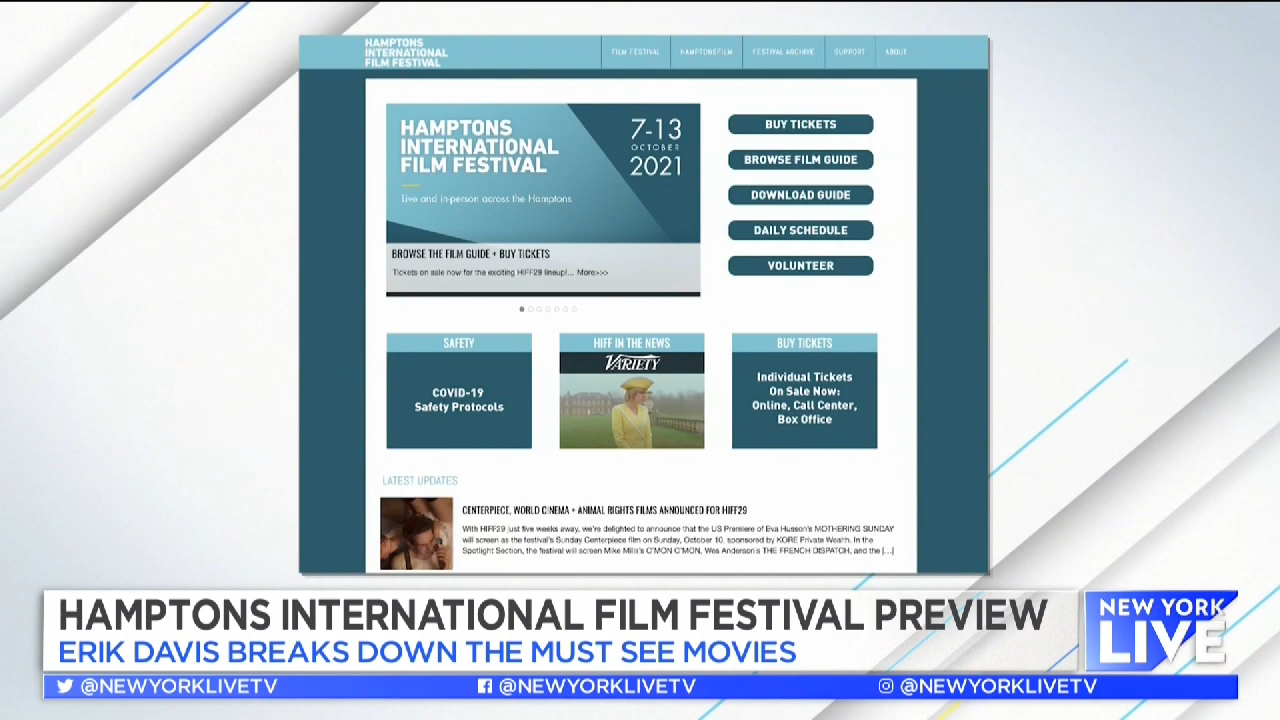 HAMPTONS
INTERNATIONAL
FILM FESTIVAL
FILM FESTIVAL
HAMPTONSFILM
FESTIVAL ARCHIVE
SUPPORT
ABOUT
HAMPTONS
INTERNATIONAL
FILM FESTIVAL
7-13
OCTOBER
2021
Live and in-person across the Hamptons
BROWSE THE FILM GUIDE + BUY TICKETS
Tickets on sale now for the exciting HIFF29 lineup!... More>>>
BUY TICKETS
BROWSE FILM GUIDE
DOWNLOAD GUIDE
DAILY SCHEDULE
VOLUNTEER
SAFETY
COVID-19
Safety Protocols
HIFF IN THE NEWS
VARIETY
BUY TICKETS
Individual Tickets
On Sale Now:
Online, Call Center,
Box Office
LATEST UPDATES
CENTERPIECE, WORLD CINEMA + ANIMAL RIGHTS FILMS ANNOUNCED FOR HIFF29
With HIFF29 just five weeks away, we're delighted to announce that the US Premiere of Eva Husson's MOTHERING SUNDAY
will screen as the festival's Sunday Centerpiece film on Sunday, October 10, sponsored by KORE Private Wealth. In the
Spotlight Section, the festival will screen Mike Mills's C'MON C'MON, Wes Anderson's THE FRENCH DISPATCH, and the [...]
HAMPTONS INTERNATIONAL FILM FESTIVAL PREVIEW
ERIK DAVIS BREAKS DOWN THE MUST SEE MOVIES
NEW YORK
LIVE
@NEWYORKLIVETV
@NEWYORKLIVETV
@NEWYORKLIVETV